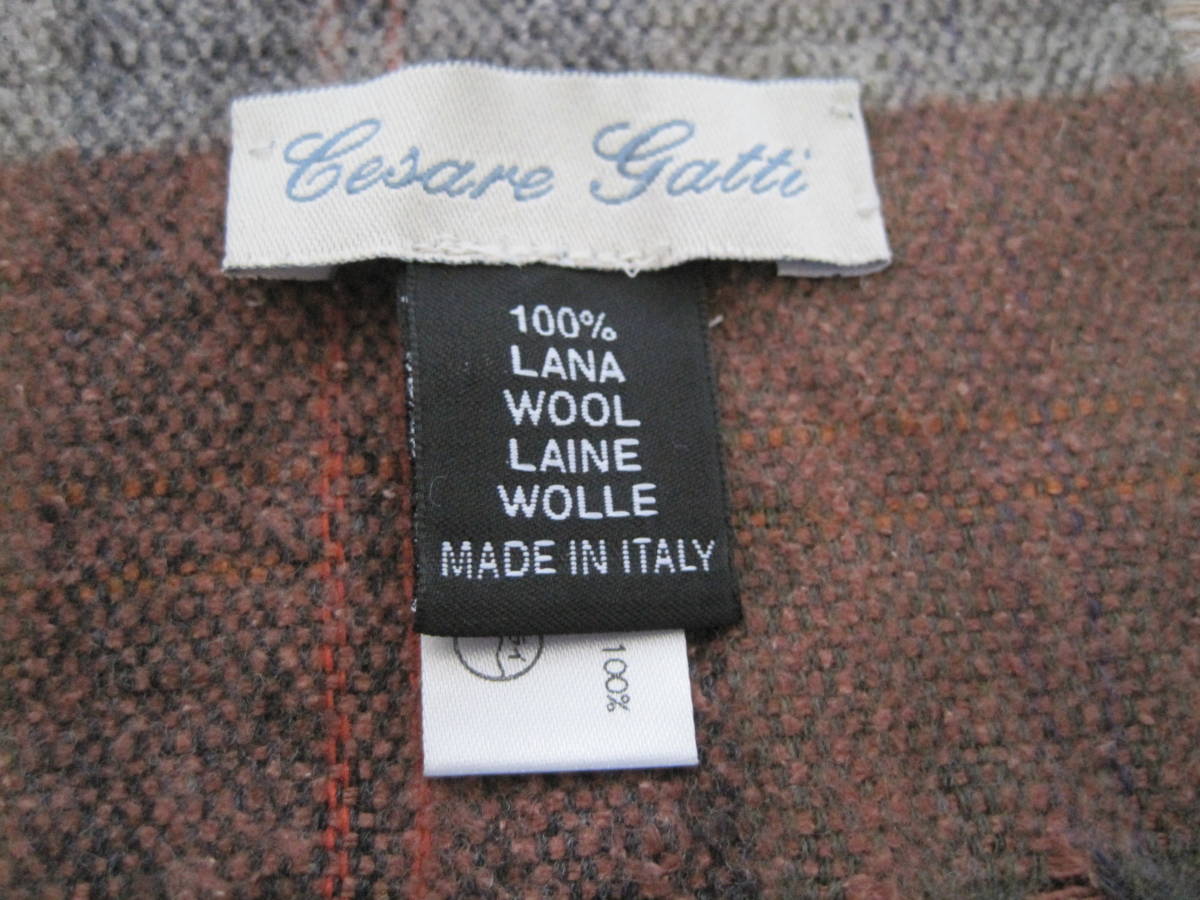 Cesare Gatti
100%
LANA
WOOL
LAINE
WOLLE
MADE IN ITALY
100%